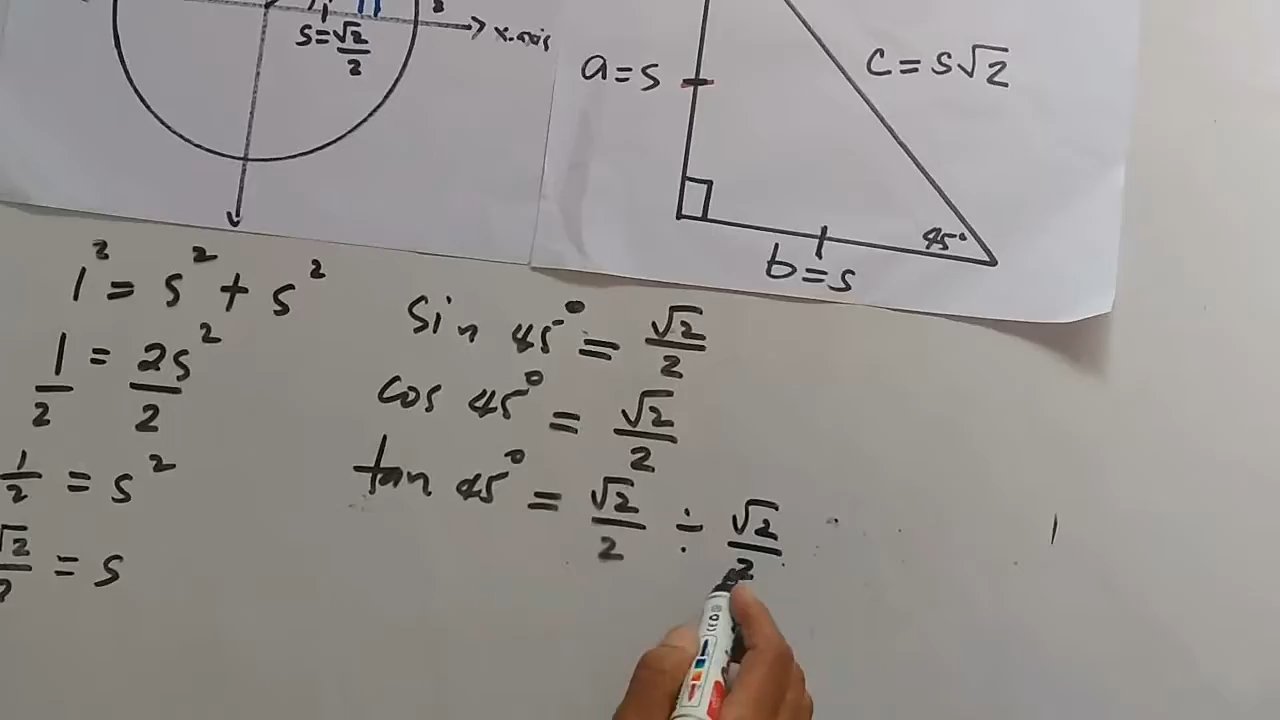 s = √2/2
x-axis
a = s
c = s√2
45°
b = s
1² = s² + s²
1/2 = 2s²/2
1/2 = s²
√2/2 = s
sin 45° = √2/2
cos 45° = √2/2
tan 45° = √2/2 ÷ √2/2